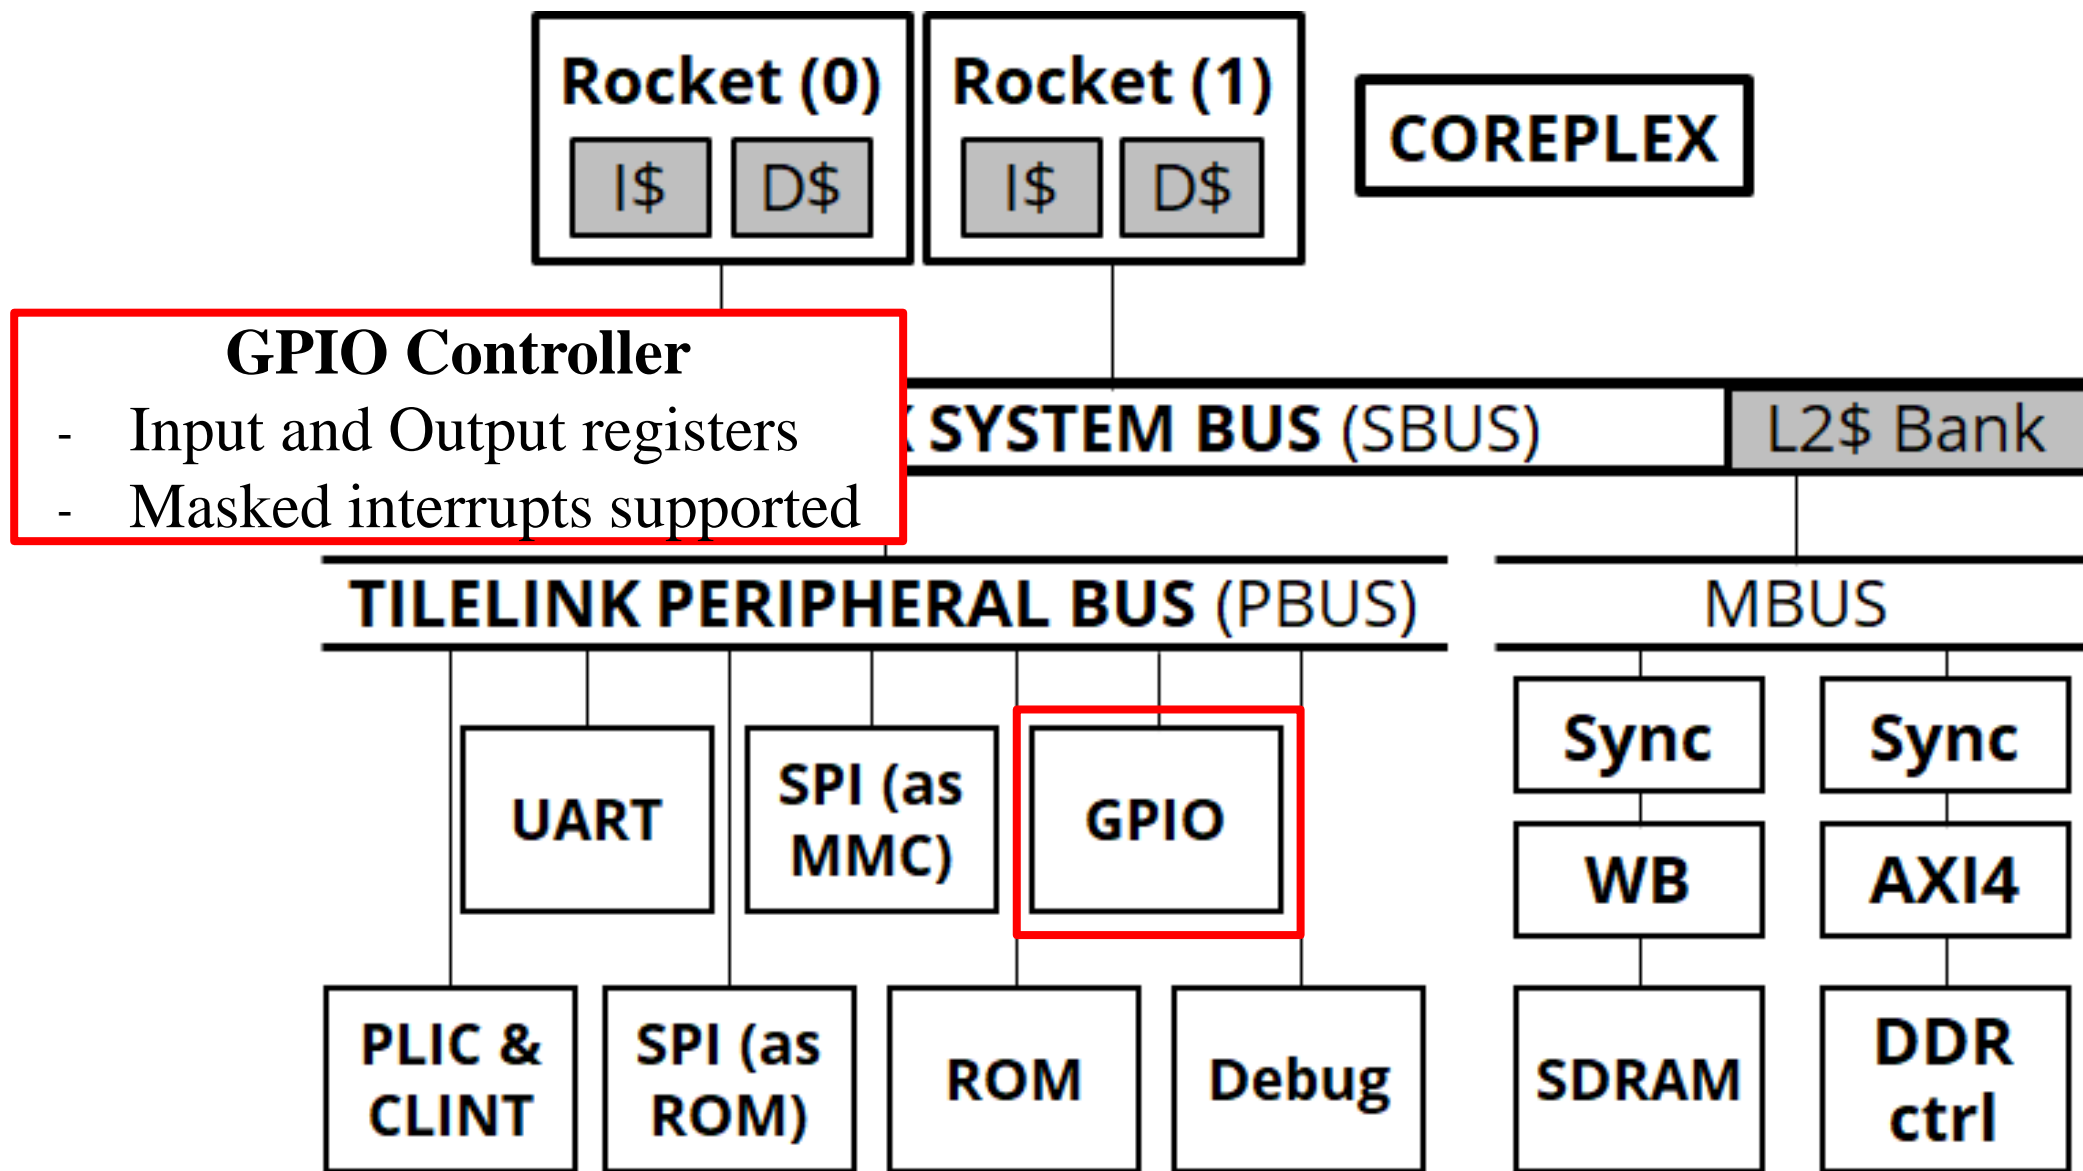 Rocket (0)
Rocket (1)
COREPLEX
I$
D$
I$
D$
GPIO Controller
- Input and Output registers
- Masked interrupts supported
SYSTEM BUS (SBUS)
L2$ Bank
TILELINK PERIPHERAL BUS (PBUS)
MBUS
UART
SPI (as
MMC)
GPIO
Sync
Sync
WB
AXI4
PLIC &
CLINT
SPI (as
ROM)
ROM
Debug
SDRAM
DDR
ctrl